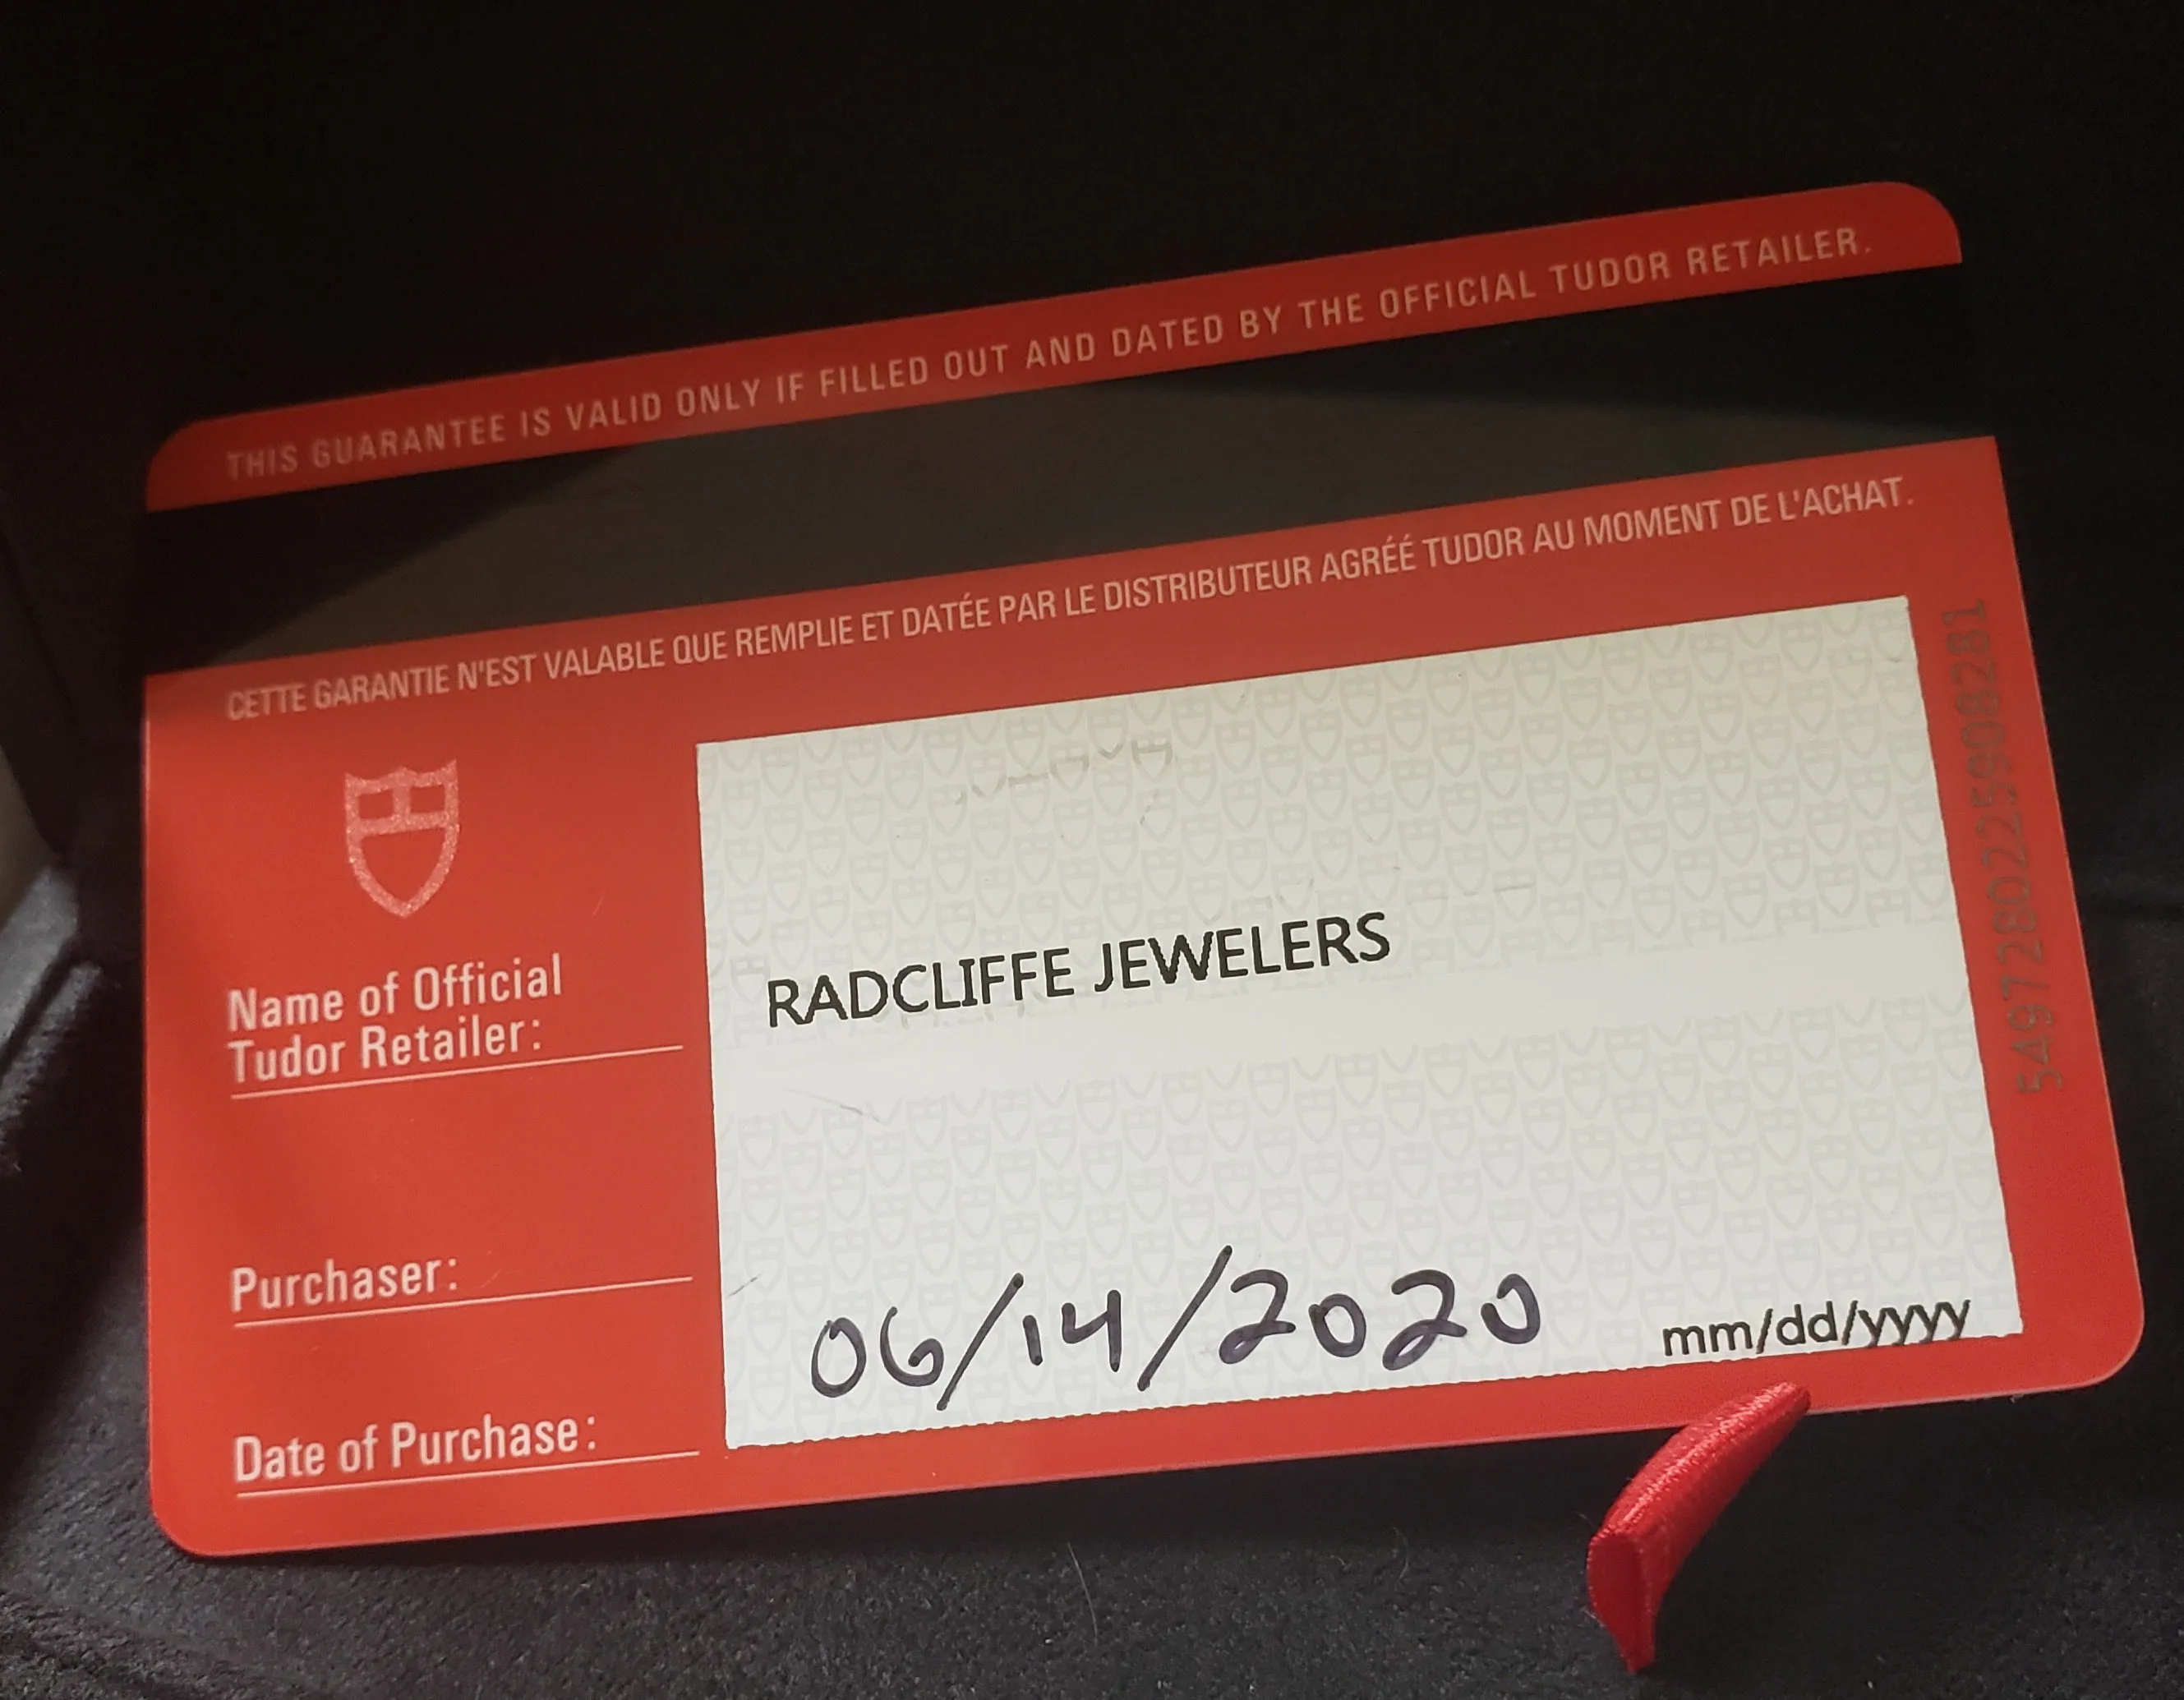 THIS GUARANTEE IS VALID ONLY IF FILLED OUT AND DATED BY THE OFFICIAL TUDOR RETAILER.
CETTE GARANTIE N'EST VALABLE QUE REMPLIE ET DATÉE PAR LE DISTRIBUTEUR AGRÉÉ TUDOR AU MOMENT DE L'ACHAT.
Name of Official
Tudor Retailer:
RADCLIFFE JEWELERS
Purchaser:
Date of Purchase:
06/14/2020
mm/dd/yyyy
5497280225908281